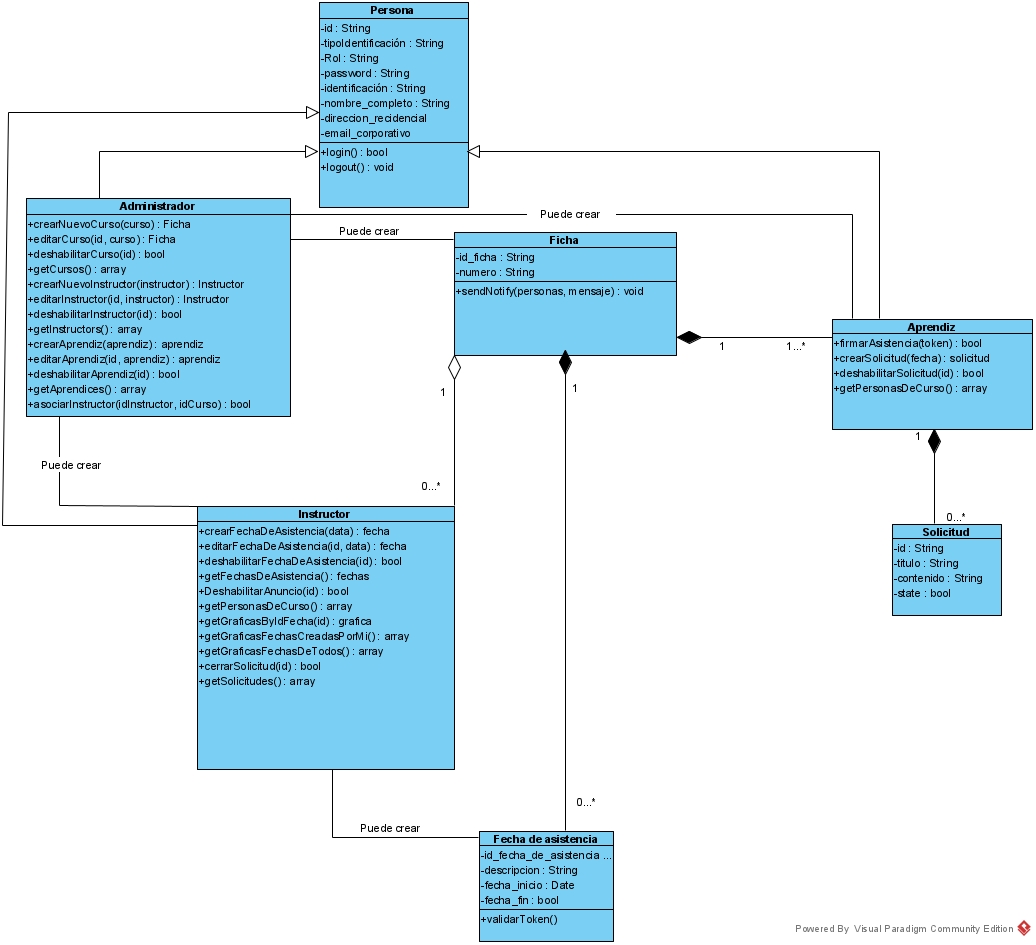 Persona
-id : String
-tipoIdentificación : String
-Rol : String
-password : String
-identificación : String
-nombre_completo : String
-direccion_recidencial
-email_corporativo
+login() : bool
+logout() : void
Administrador
+crearNuevoCurso(curso) : Ficha
+editarCurso(id, curso) : Ficha
+deshabilitarCurso(id) : bool
+getCursos() : array
+crearNuevoInstructor(instructor) : Instructor
+editarInstructor(id, instructor) : Instructor
+deshabilitarInstructor(id) : bool
+getInstructors() : array
+crearAprendiz(aprendiz) : aprendiz
+editarAprendiz(id, aprendiz) : aprendiz
+deshabilitarAprendiz(id) : bool
+getAprendices() : array
+asociarInstructor(idInstructor, idCurso) : bool
Puede crear
Puede crear
Ficha
-id_ficha : String
-numero : String
+sendNotify(personas, mensaje) : void
1
1...*
Aprendiz
+firmarAsistencia(token) : bool
+crearSolicitud(fecha) : solicitud
+deshabilitarSolicitud(id) : bool
+getPersonasDeCurso() : array
1
1
1
Puede crear
0...*
0...*
Instructor
+crearFechaDeAsistencia(data) : fecha
+editarFechaDeAsistencia(id, data) : fecha
+deshabilitarFechaDeAsistencia(id) : bool
+getFechasDeAsistencia() : fechas
+DeshabilitarAnuncio(id) : bool
+getPersonasDeCurso() : array
+getGraficasByIdFecha(id) : grafica
+getGraficasFechasCreadasPorMi() : array
+getGraficasFechasDeTodos() : array
+cerrarSolicitud(id) : bool
+getSolicitudes() : array
Solicitud
-id : String
-titulo : String
-contenido : String
-state : bool
0...*
Puede crear
Fecha de asistencia
-id_fecha_de_asistencia ...
-descripcion : String
-fecha_inicio : Date
-fecha_fin : bool
+validarToken()
Powered By Visual Paradigm Community Edition